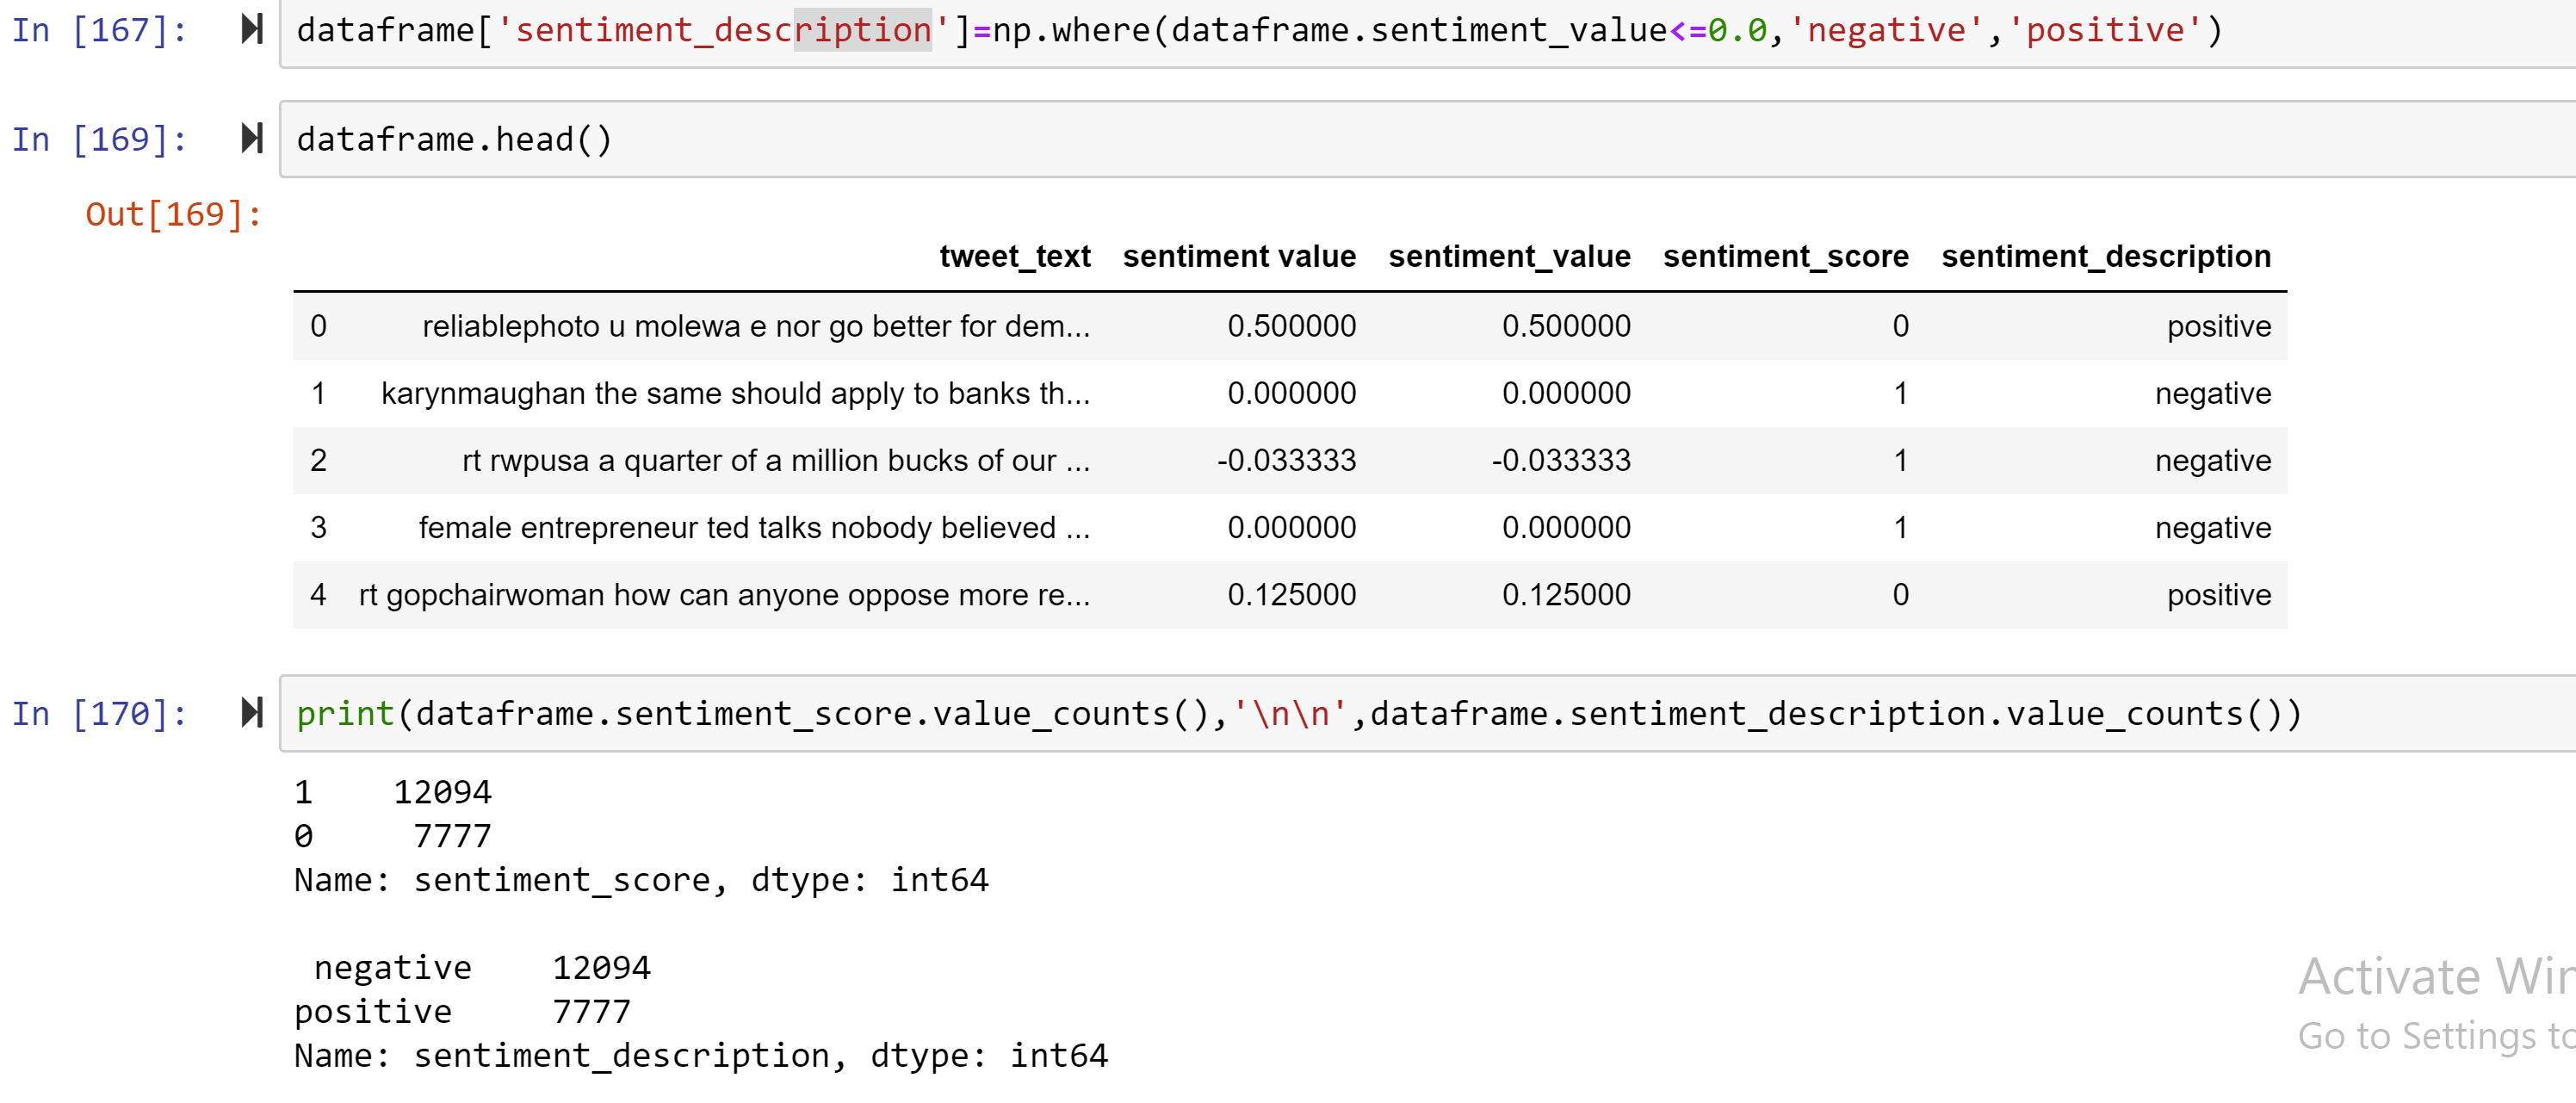 In [167]: dataframe['sentiment_description']=np.where(dataframe.sentiment_value<=0.0,'negative','positive')
In [169]: dataframe.head()
Out[169]:
tweet_text sentiment value sentiment_value sentiment_score sentiment_description
0 reliablephoto u molewa e nor go better for dem... 0.500000 0.500000 0 positive
1 karynmaughan the same should apply to banks th... 0.000000 0.000000 1 negative
2 rt rwpusa a quarter of a million bucks of our ... -0.033333 -0.033333 1 negative
3 female entrepreneur ted talks nobody believed ... 0.000000 0.000000 1 negative
4 rt gopchairwoman how can anyone oppose more re... 0.125000 0.125000 0 positive
In [170]: print(dataframe.sentiment_score.value_counts(),'\n\n',dataframe.sentiment_description.value_counts())
1    12094
0     7777
Name: sentiment_score, dtype: int64
 negative    12094
positive     7777
Name: sentiment_description, dtype: int64
Activate Win
Go to Settings to